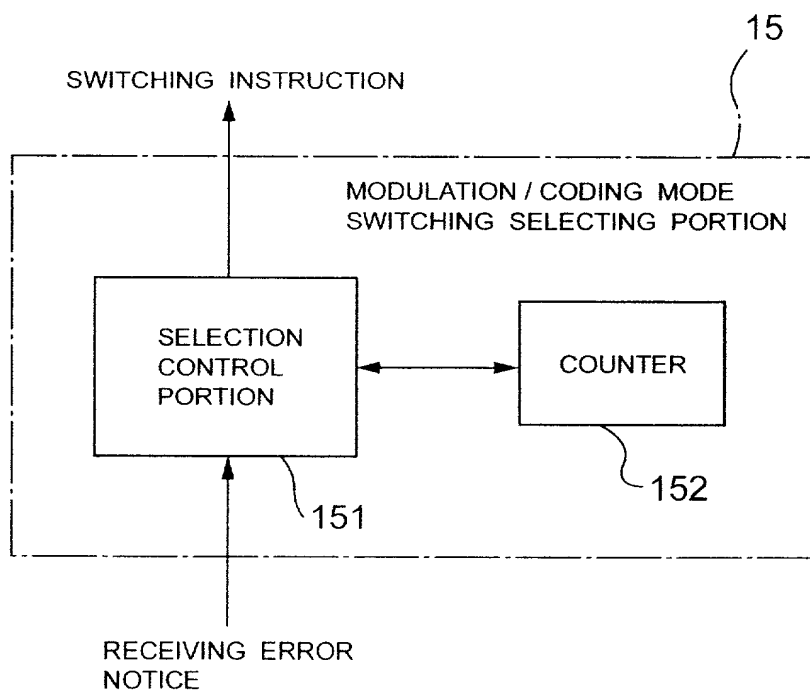 15
SWITCHING INSTRUCTION
MODULATION / CODING MODE
SWITCHING SELECTING PORTION
SELECTION
CONTROL
PORTION
COUNTER
151
152
RECEIVING ERROR
NOTICE